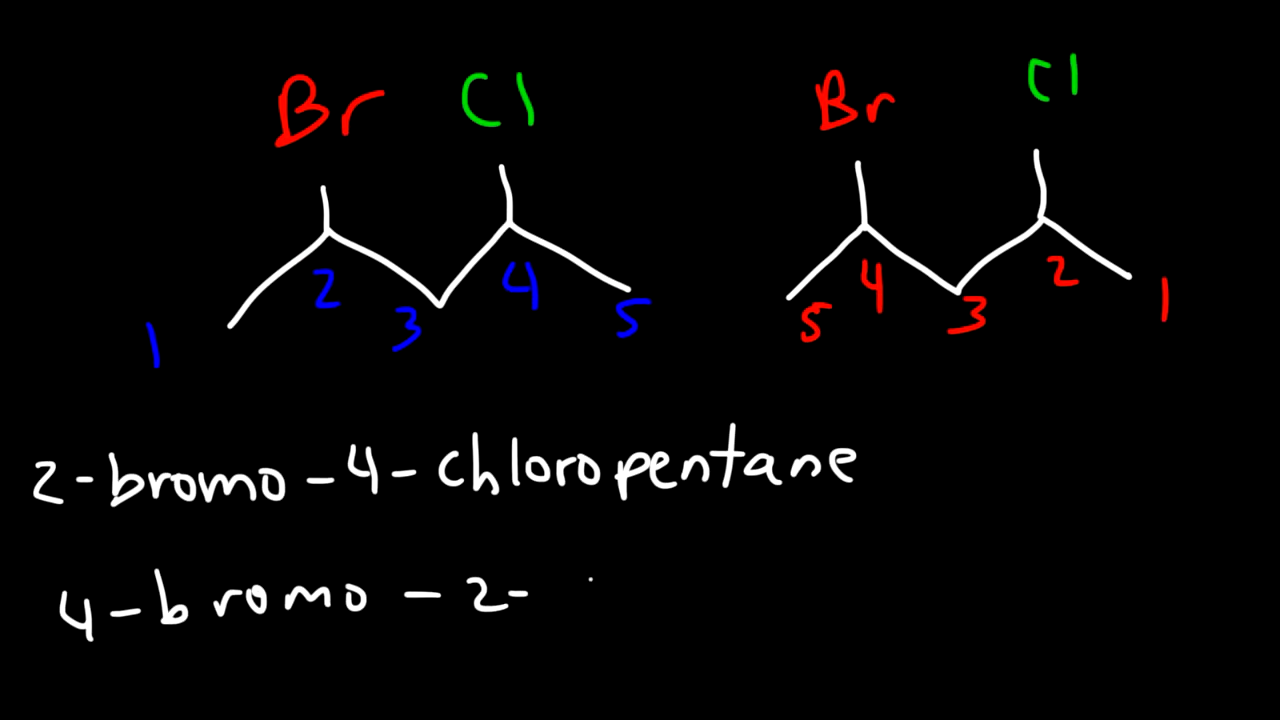 Br Cl Br Cl
1 2 3 4 5 5 4 3 2 1
2-bromo-4-chloropentane
4-bromo-2-